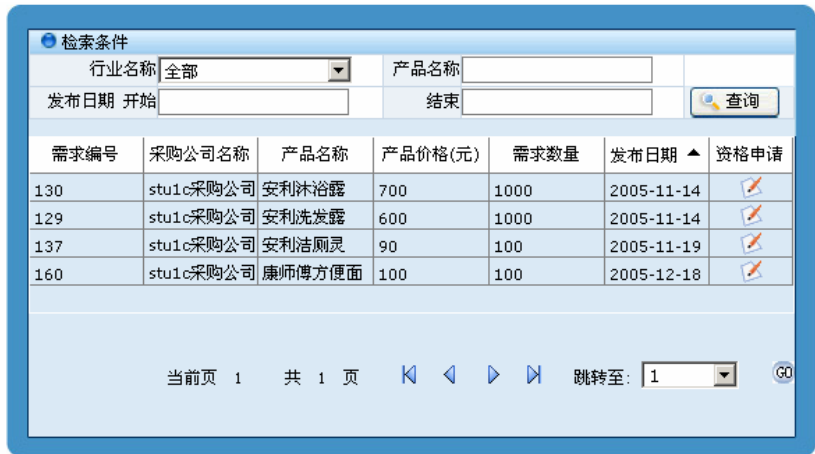 检索条件
行业名称 全部 产品名称
发布日期 开始 结束 查询
需求编号 采购公司名称 产品名称 产品价格(元) 需求数量 发布日期 ▲ 资格申请
130 stu1c采购公司 安利沐浴露 700 1000 2005-11-14
129 stu1c采购公司 安利洗发露 600 1000 2005-11-14
137 stu1c采购公司 安利洁厕灵 90 100 2005-11-19
160 stu1c采购公司 康师傅方便面 100 100 2005-12-18
当前页 1 共 1 页 跳转至: 1 GO